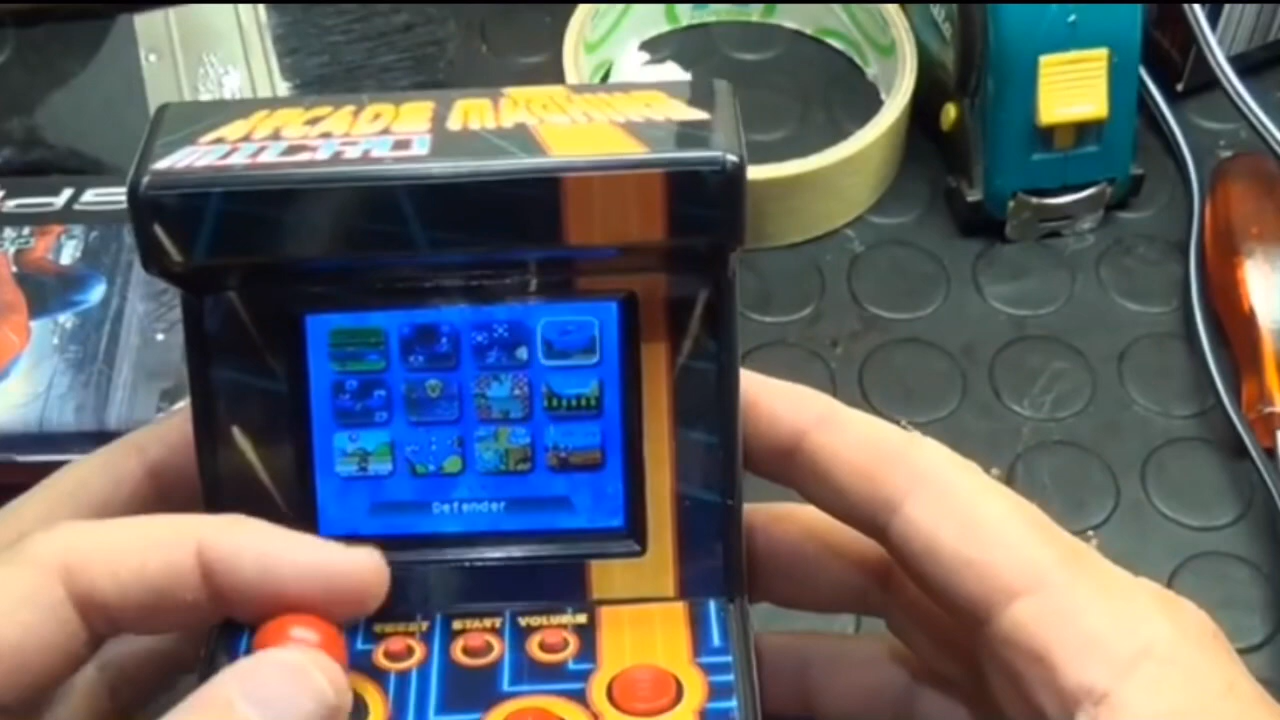 ARCADE MACHINE
MICRO
Defender
RESET
START
VOLUME